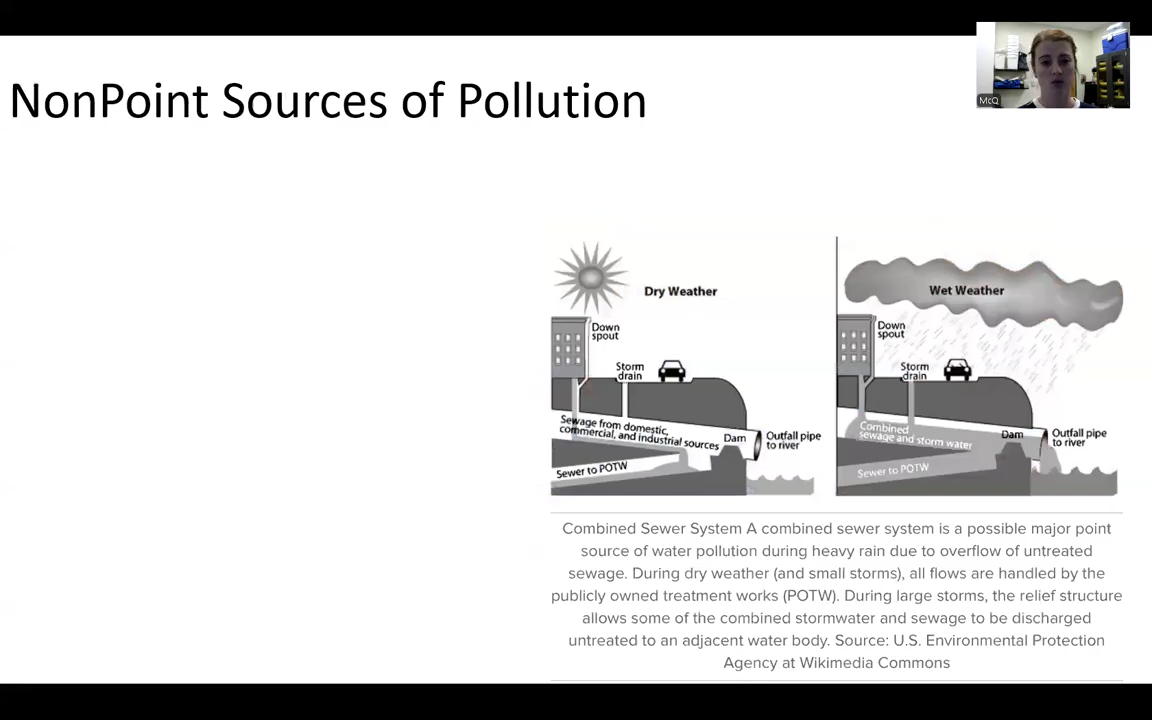 NonPoint Sources of Pollution
McQ
Dry Weather
Down
spout
Storm
drain
Sewage from domestic,
commercial, and industrial sources
Dam
Outfall pipe
to river
Sewer to POTW
Wet Weather
Down
spout
Storm
drain
Combined
sewage and storm water
Dam
Outfall pipe
to river
Sewer to POTW
Combined Sewer System A combined sewer system is a possible major point
source of water pollution during heavy rain due to overflow of untreated
sewage. During dry weather (and small storms), all flows are handled by the
publicly owned treatment works (POTW). During large storms, the relief structure
allows some of the combined stormwater and sewage to be discharged
untreated to an adjacent water body. Source: U.S. Environmental Protection
Agency at Wikimedia Commons